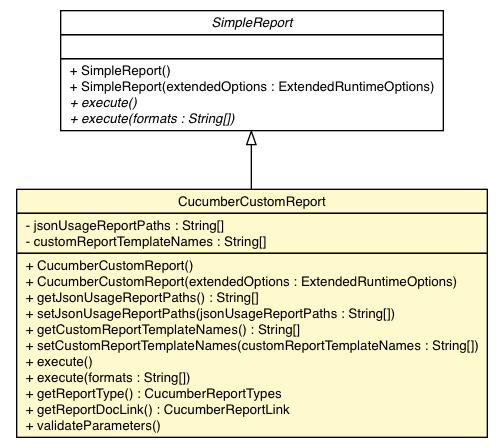 SimpleReport
+ SimpleReport()
+ SimpleReport(extendedOptions : ExtendedRuntimeOptions)
+ execute()
+ execute(formats : String[])
CucumberCustomReport
- jsonUsageReportPaths : String[]
- customReportTemplateNames : String[]
+ CucumberCustomReport()
+ CucumberCustomReport(extendedOptions : ExtendedRuntimeOptions)
+ getJsonUsageReportPaths() : String[]
+ setJsonUsageReportPaths(jsonUsageReportPaths : String[])
+ getCustomReportTemplateNames() : String[]
+ setCustomReportTemplateNames(customReportTemplateNames : String[])
+ execute()
+ execute(formats : String[])
+ getReportType() : CucumberReportTypes
+ getReportDocLink() : CucumberReportLink
+ validateParameters()